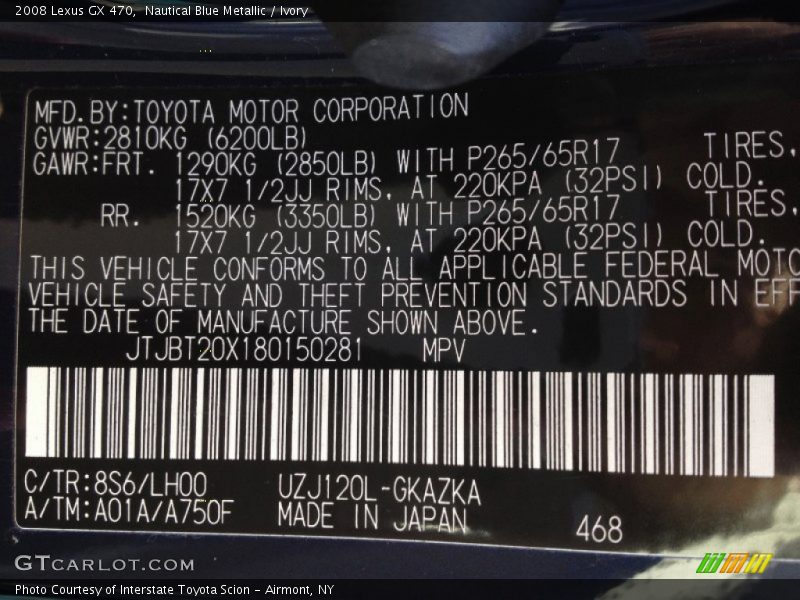 2008 Lexus GX 470, Nautical Blue Metallic / Ivory
MFD.BY:TOYOTA MOTOR CORPORATION
GVWR:2810KG (6200LB)
GAWR:FRT. 1290KG (2850LB) WITH P265/65R17 TIRES,
17X7 1/2JJ RIMS, AT 220KPA (32PSI) COLD.
RR. 1520KG (3350LB) WITH P265/65R17 TIRES,
17X7 1/2JJ RIMS, AT 220KPA (32PSI) COLD.
THIS VEHICLE CONFORMS TO ALL APPLICABLE FEDERAL MOTO
VEHICLE SAFETY AND THEFT PREVENTION STANDARDS IN EFF
THE DATE OF MANUFACTURE SHOWN ABOVE.
JTJBT20X180150281 MPV
C/TR:8S6/LH00 UZJ120L-GKAZKA
A/TM:A01A/A750F MADE IN JAPAN
468
GTCARLOT.COM
Photo Courtesy of Interstate Toyota Scion - Airmont, NY